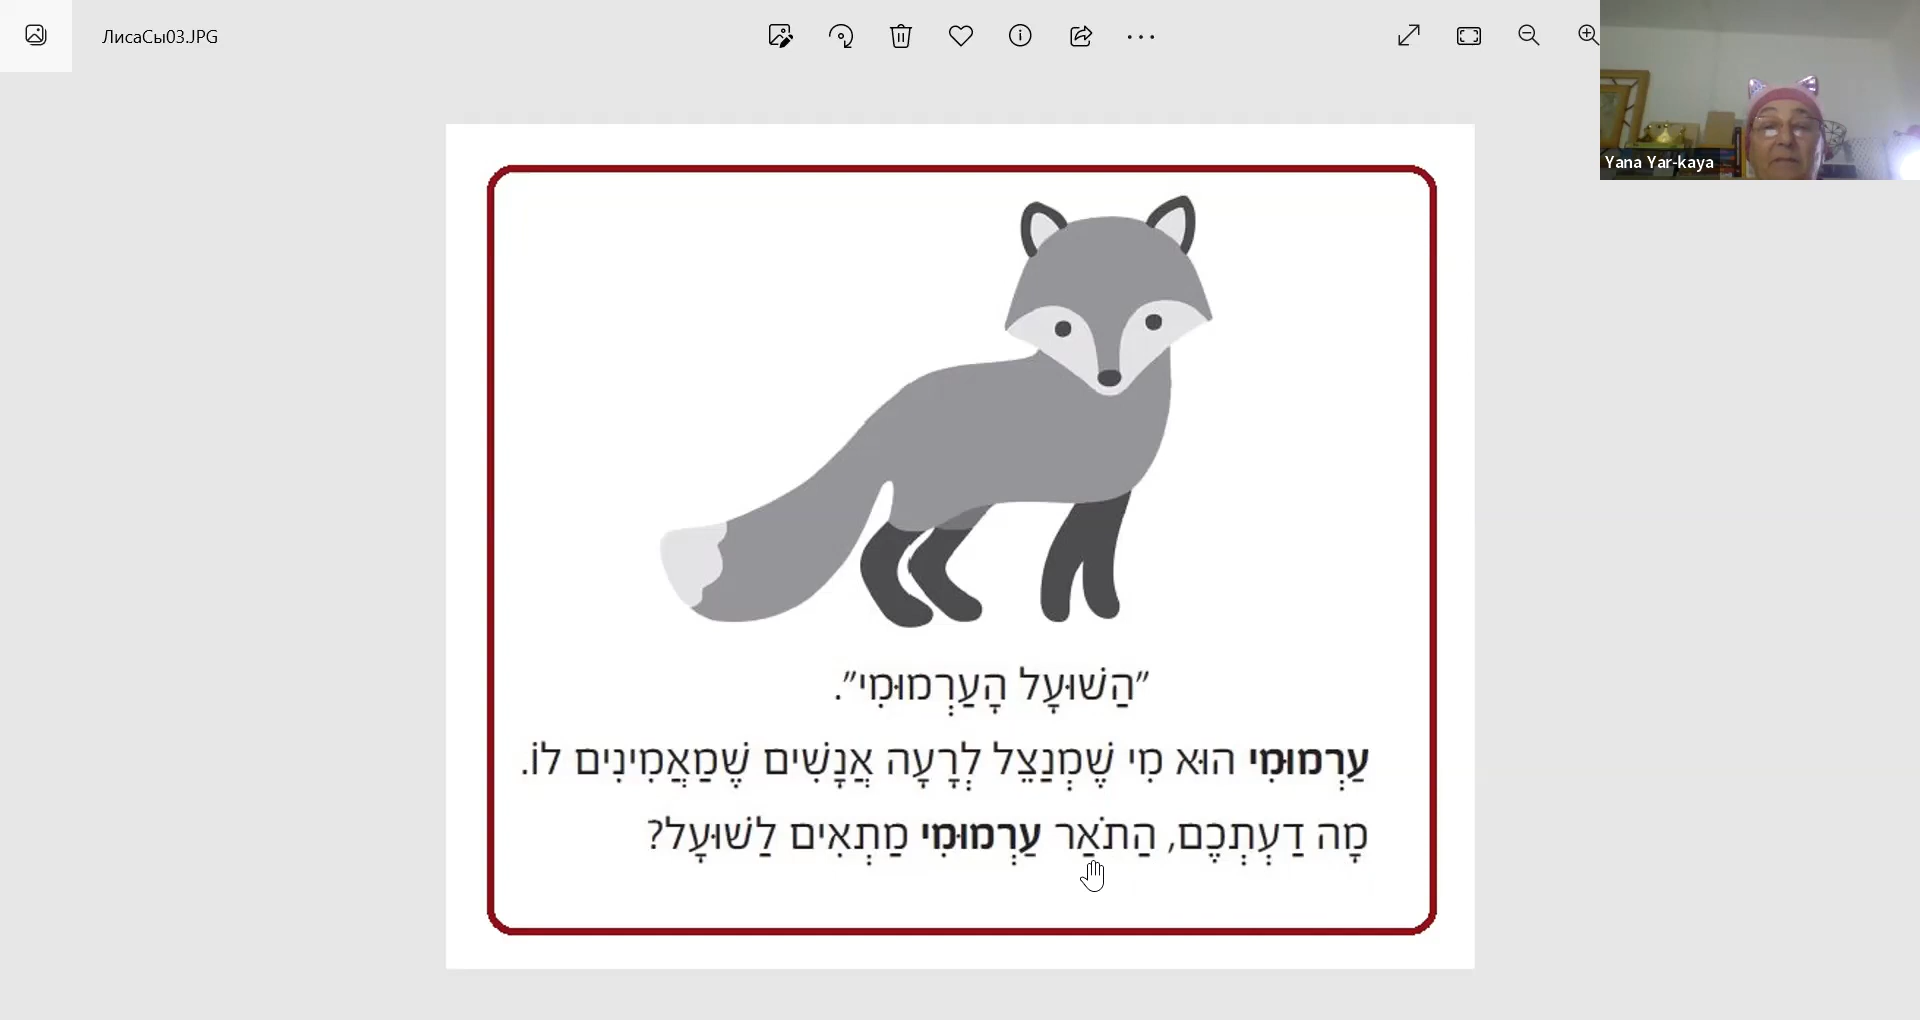 ЛисаСы03.JPG
Yana Yar-kaya
"הַשּׁוּעָל הָעַרְמוּמִי".
עַרְמוּמִי הוּא מִי שֶׁמְנַצֵּל לְרָעָה אֲנָשִׁים שֶׁמַּאֲמִינִים לוֹ.
מָה דַּעְתְּכֶם, הַתֹּאַר עַרְמוּמִי מַתְאִים לַשּׁוּעָל?